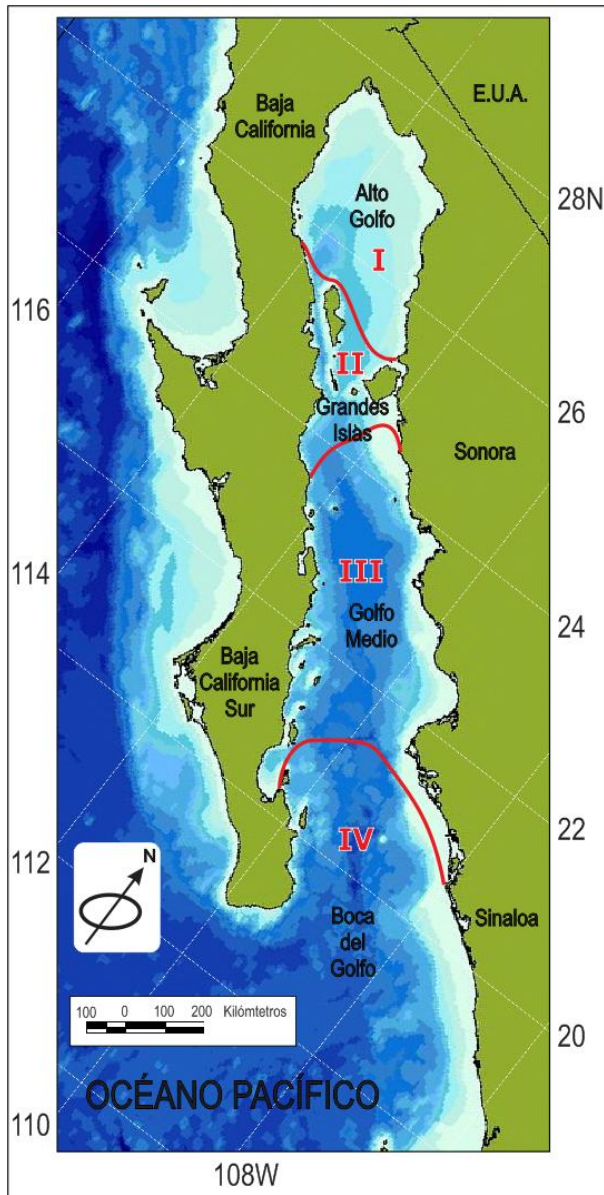 E.U.A.
Baja
California
Alto
Golfo
28N
I
116
II
Grandes
Islas
26
Sonora
III
114
Golfo
Medio
24
Baja
California
Sur
IV
22
112
N
Boca
del
Golfo
Sinaloa
100 0 100 200 Kilómtetros
20
OCÉANO PACÍFICO
110
108W